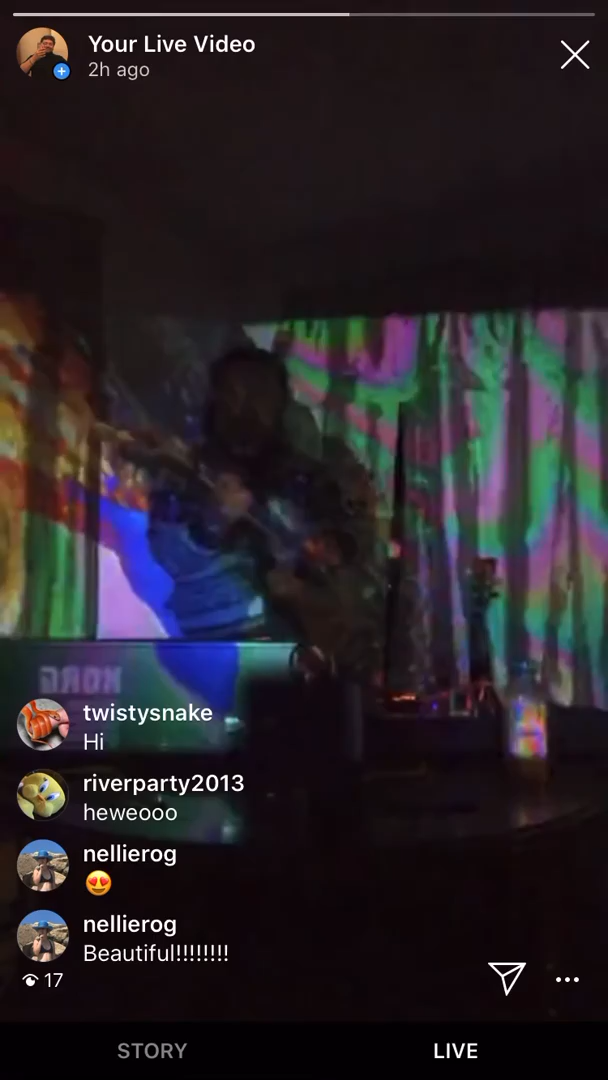 Your Live Video
2h ago
twistysnake
Hi
riverparty2013
heweooo
nellierog
😍
nellierog
Beautiful!!!!!!!!
17
STORY
LIVE